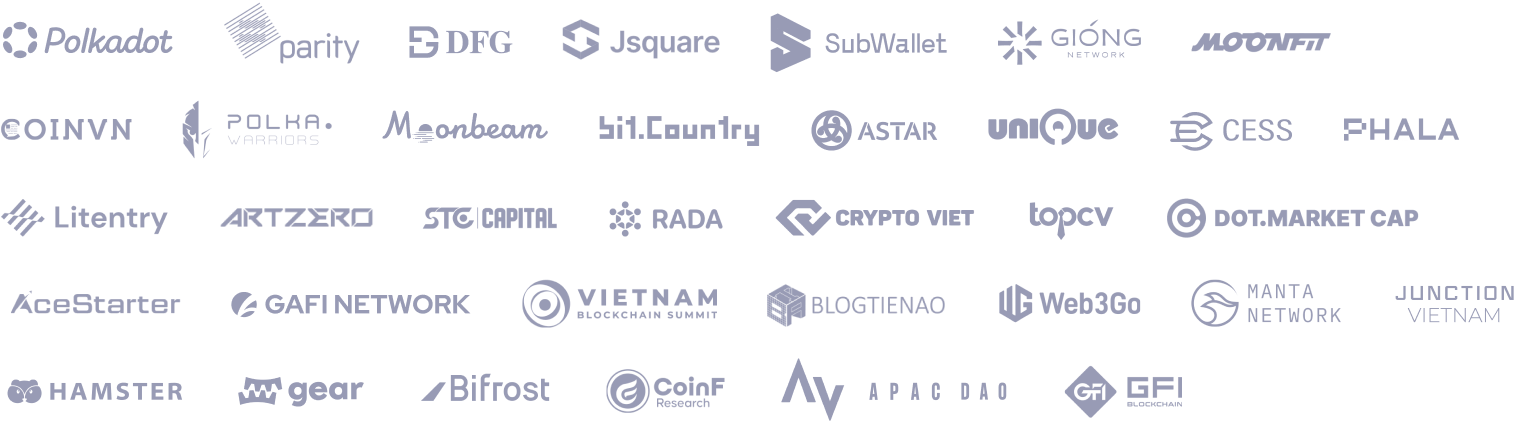 Polkadot parity DFG Jsquare SubWallet GIÓNG NETWORK MOONFIT
COINVN POLKA. WARRIORS Moonbeam bit.Country ASTAR UNIQUE CESS PHALA
Litentry ARTZERO STC CAPITAL RADA CRYPTO VIET topcv DOT.MARKET CAP
AceStarter GAFI NETWORK VIETNAM BLOCKCHAIN SUMMIT BLOGTIENAO WG Web3Go MANTA NETWORK JUNCTION VIETNAM
HAMSTER gear Bifrost CoinF Research APAC DAO GFI GFI BLOCKCHAIN